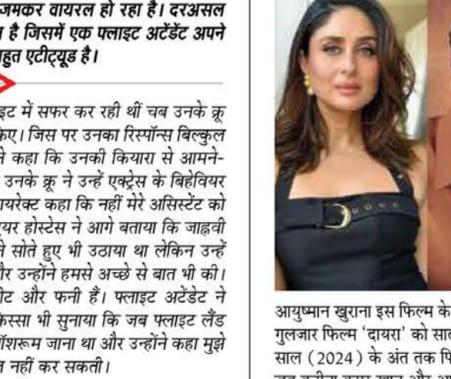 जमकर वायरल हो रहा है। दरअसल
है जिसमें एक फ्लाइट अटेंडेंट अपने
हुत एटीट्यूड है।
इट में सफर कर रही थीं चब उनके क्रू
किए। जिस पर उनका रिस्पॉन्स बिल्कुल
ने कहा कि उनकी कियारा से आमने-
उनके क्रू ने उन्हें एक्ट्रेस के बिहेवियर
ायरेक्ट कहा कि नहीं मेरे असिस्टेंट को
यर होस्टेस ने आगे बताया कि जाह्नवी
ने सोते हुए भी उठाया था लेकिन उन्हें
और उन्होंने हमसे अच्छे से बात भी की।
ीट और फनी हैं। फ्लाइट अटेंडेट ने
केस्सा भी सुनाया कि जब फ्लाइट लैंड
ॉशरूम जाना था और उन्होंने कहा मुझे
नहीं कर सकती।
आयुष्मान खुराना इस फिल्म के
गुलजार फिल्म 'दायरा' को साल
साल (2024) के अंत तक फि